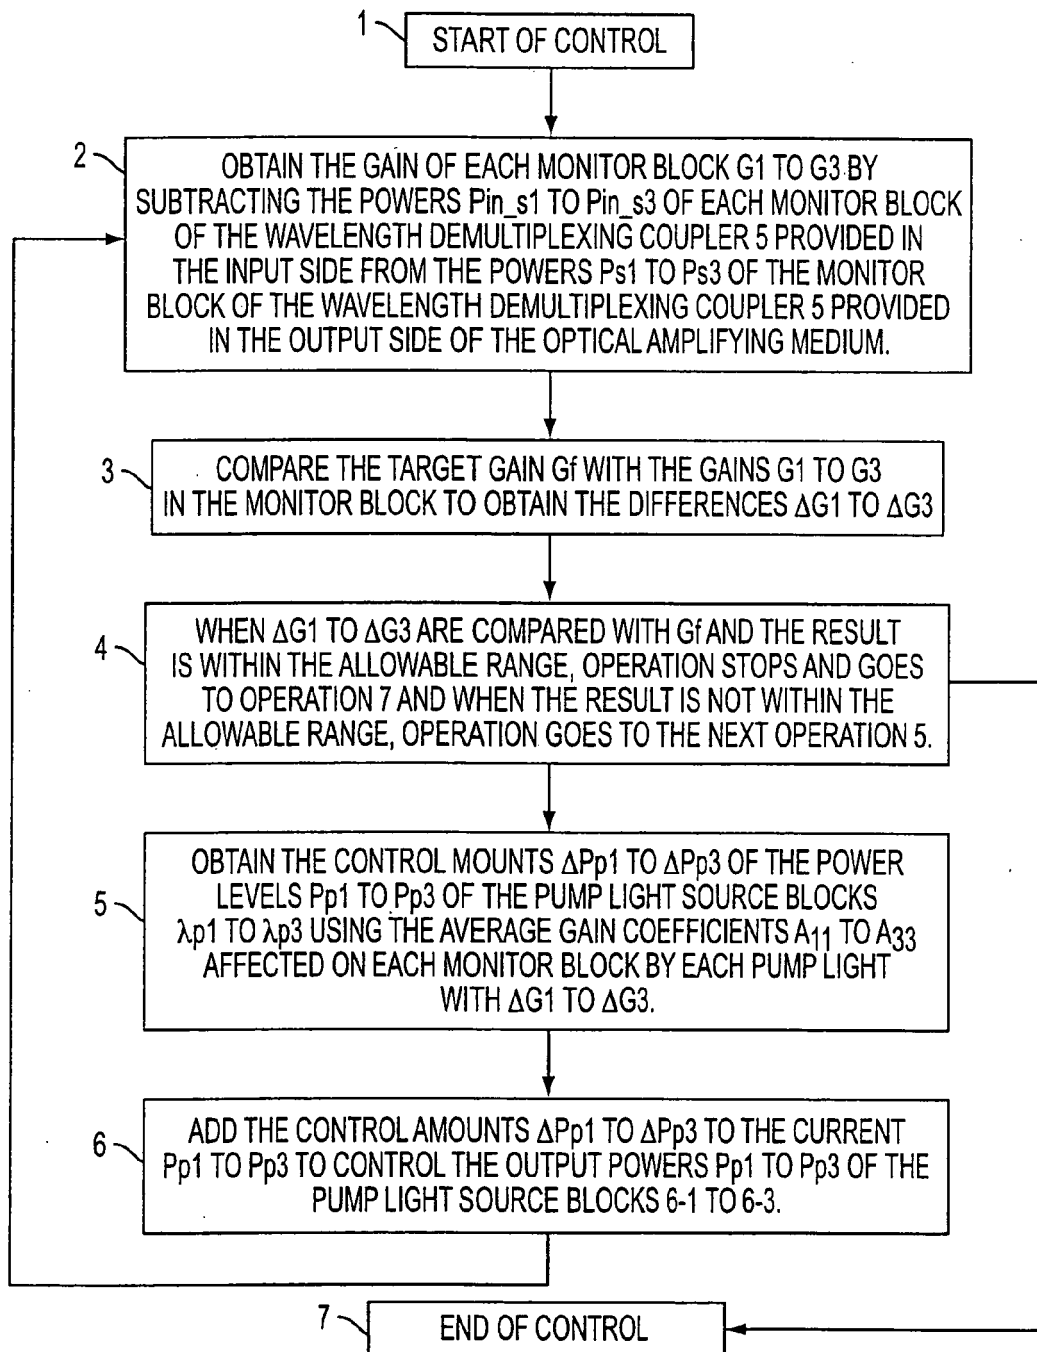 1
START OF CONTROL
2
OBTAIN THE GAIN OF EACH MONITOR BLOCK G1 TO G3 BY
SUBTRACTING THE POWERS Pin_s1 TO Pin_s3 OF EACH MONITOR BLOCK
OF THE WAVELENGTH DEMULTIPLEXING COUPLER 5 PROVIDED IN
THE INPUT SIDE FROM THE POWERS Ps1 TO Ps3 OF THE MONITOR
BLOCK OF THE WAVELENGTH DEMULTIPLEXING COUPLER 5 PROVIDED
IN THE OUTPUT SIDE OF THE OPTICAL AMPLIFYING MEDIUM.
3
COMPARE THE TARGET GAIN Gf WITH THE GAINS G1 TO G3
IN THE MONITOR BLOCK TO OBTAIN THE DIFFERENCES ΔG1 TO ΔG3
4
WHEN ΔG1 TO ΔG3 ARE COMPARED WITH Gf AND THE RESULT
IS WITHIN THE ALLOWABLE RANGE, OPERATION STOPS AND GOES
TO OPERATION 7 AND WHEN THE RESULT IS NOT WITHIN THE
ALLOWABLE RANGE, OPERATION GOES TO THE NEXT OPERATION 5.
5
OBTAIN THE CONTROL MOUNTS ΔPp1 TO ΔPp3 OF THE POWER
LEVELS Pp1 TO Pp3 OF THE PUMP LIGHT SOURCE BLOCKS
λp1 TO λp3 USING THE AVERAGE GAIN COEFFICIENTS A11 TO A33
AFFECTED ON EACH MONITOR BLOCK BY EACH PUMP LIGHT
WITH ΔG1 TO ΔG3.
6
ADD THE CONTROL AMOUNTS ΔPp1 TO ΔPp3 TO THE CURRENT
Pp1 TO Pp3 TO CONTROL THE OUTPUT POWERS Pp1 TO Pp3 OF THE
PUMP LIGHT SOURCE BLOCKS 6-1 TO 6-3.
7
END OF CONTROL